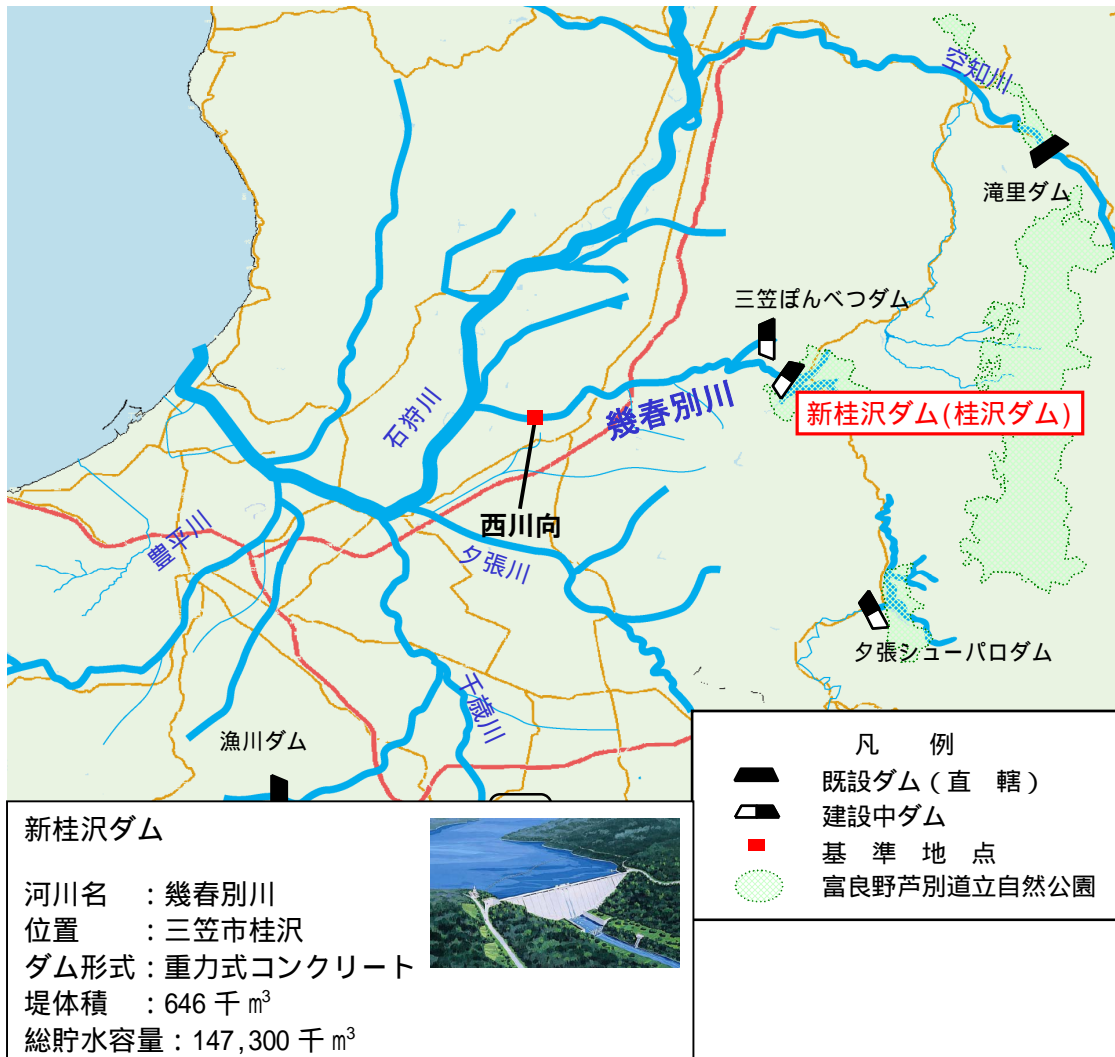 空知川
滝里ダム
三笠ぽんべつダム
幾春別川
新桂沢ダム(桂沢ダム)
石狩川
西川向
豊平川
夕張川
夕張シューパロダム
千歳川
漁川ダム
凡 例
既設ダム(直 轄)
建設中ダム
基 準 地 点
富良野芦別道立自然公園
新桂沢ダム
河川名 :幾春別川
位置 :三笠市桂沢
ダム形式:重力式コンクリート
堤体積 :646 千㎥
総貯水容量:147,300 千㎥